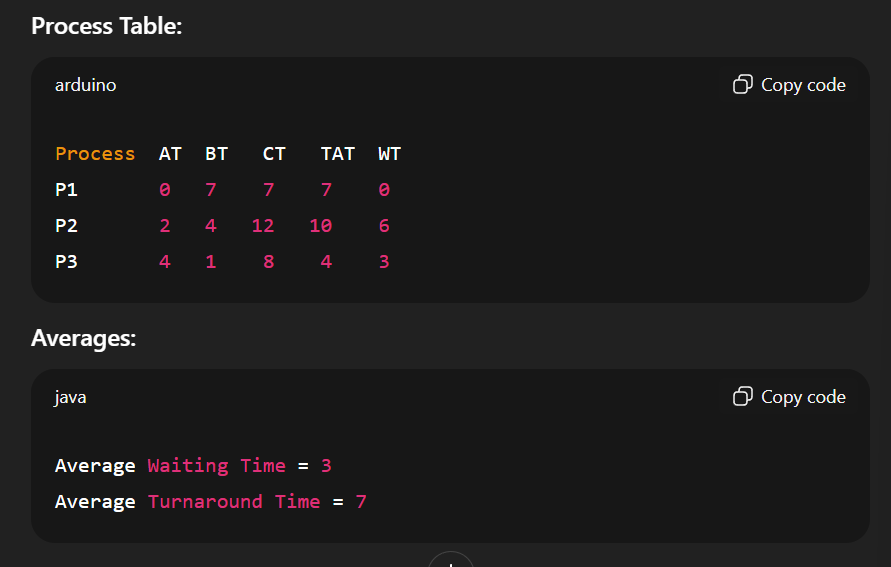 Process Table:
arduino Copy code
Process AT BT CT TAT WT
P1 0 7 7 7 0
P2 2 4 12 10 6
P3 4 1 8 4 3
Averages:
java Copy code
Average Waiting Time = 3
Average Turnaround Time = 7